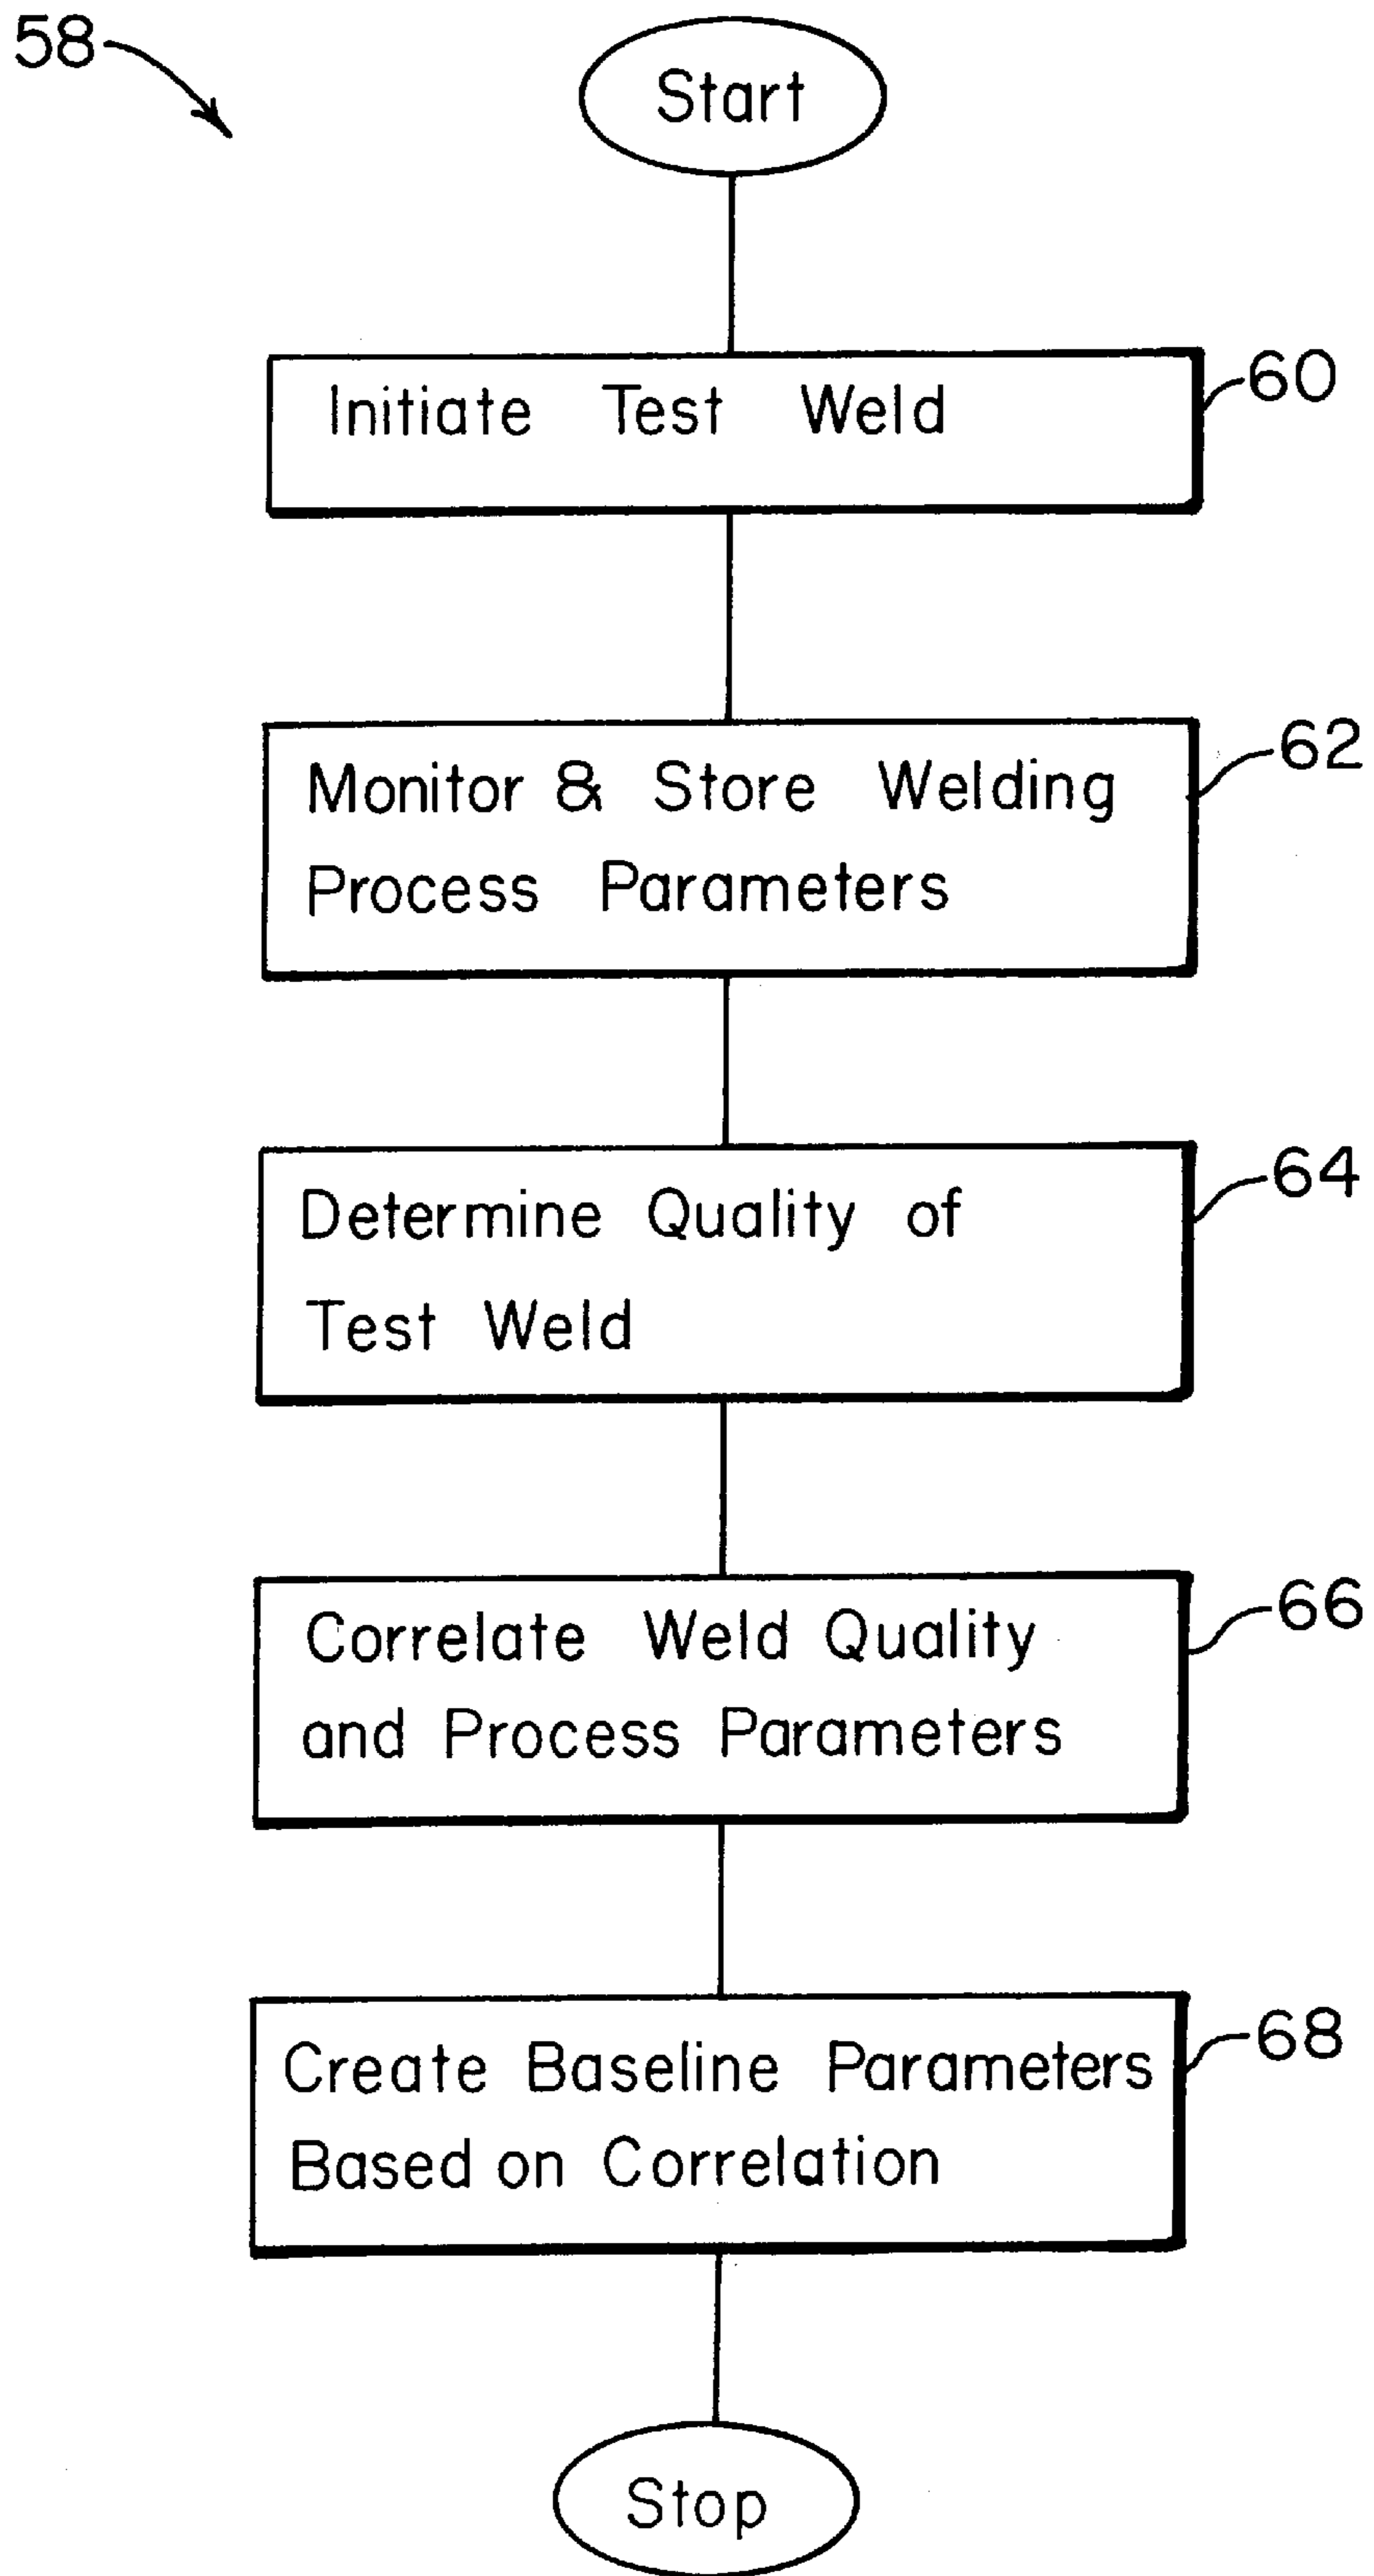 58
Start
Initiate Test Weld
60
Monitor & Store Welding
Process Parameters
62
Determine Quality of
Test Weld
64
Correlate Weld Quality
and Process Parameters
66
Create Baseline Parameters
Based on Correlation
68
Stop